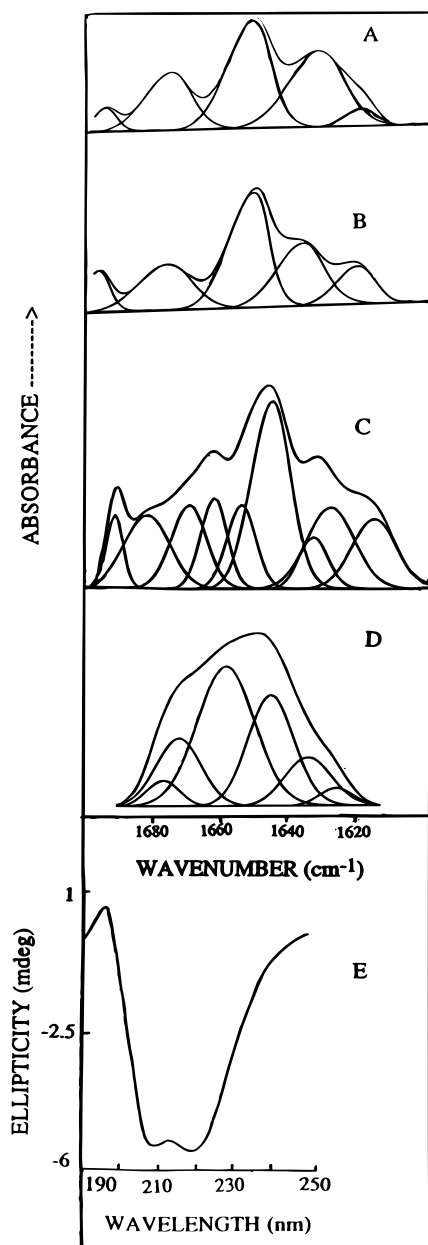 A
B
C
D
ABSORBANCE ---------->
1680 1660 1640 1620
WAVENUMBER (cm-1)
E
1
-2.5
-6
ELLIPTICITY (mdeg)
190 210 230 250
WAVELENGTH (nm)